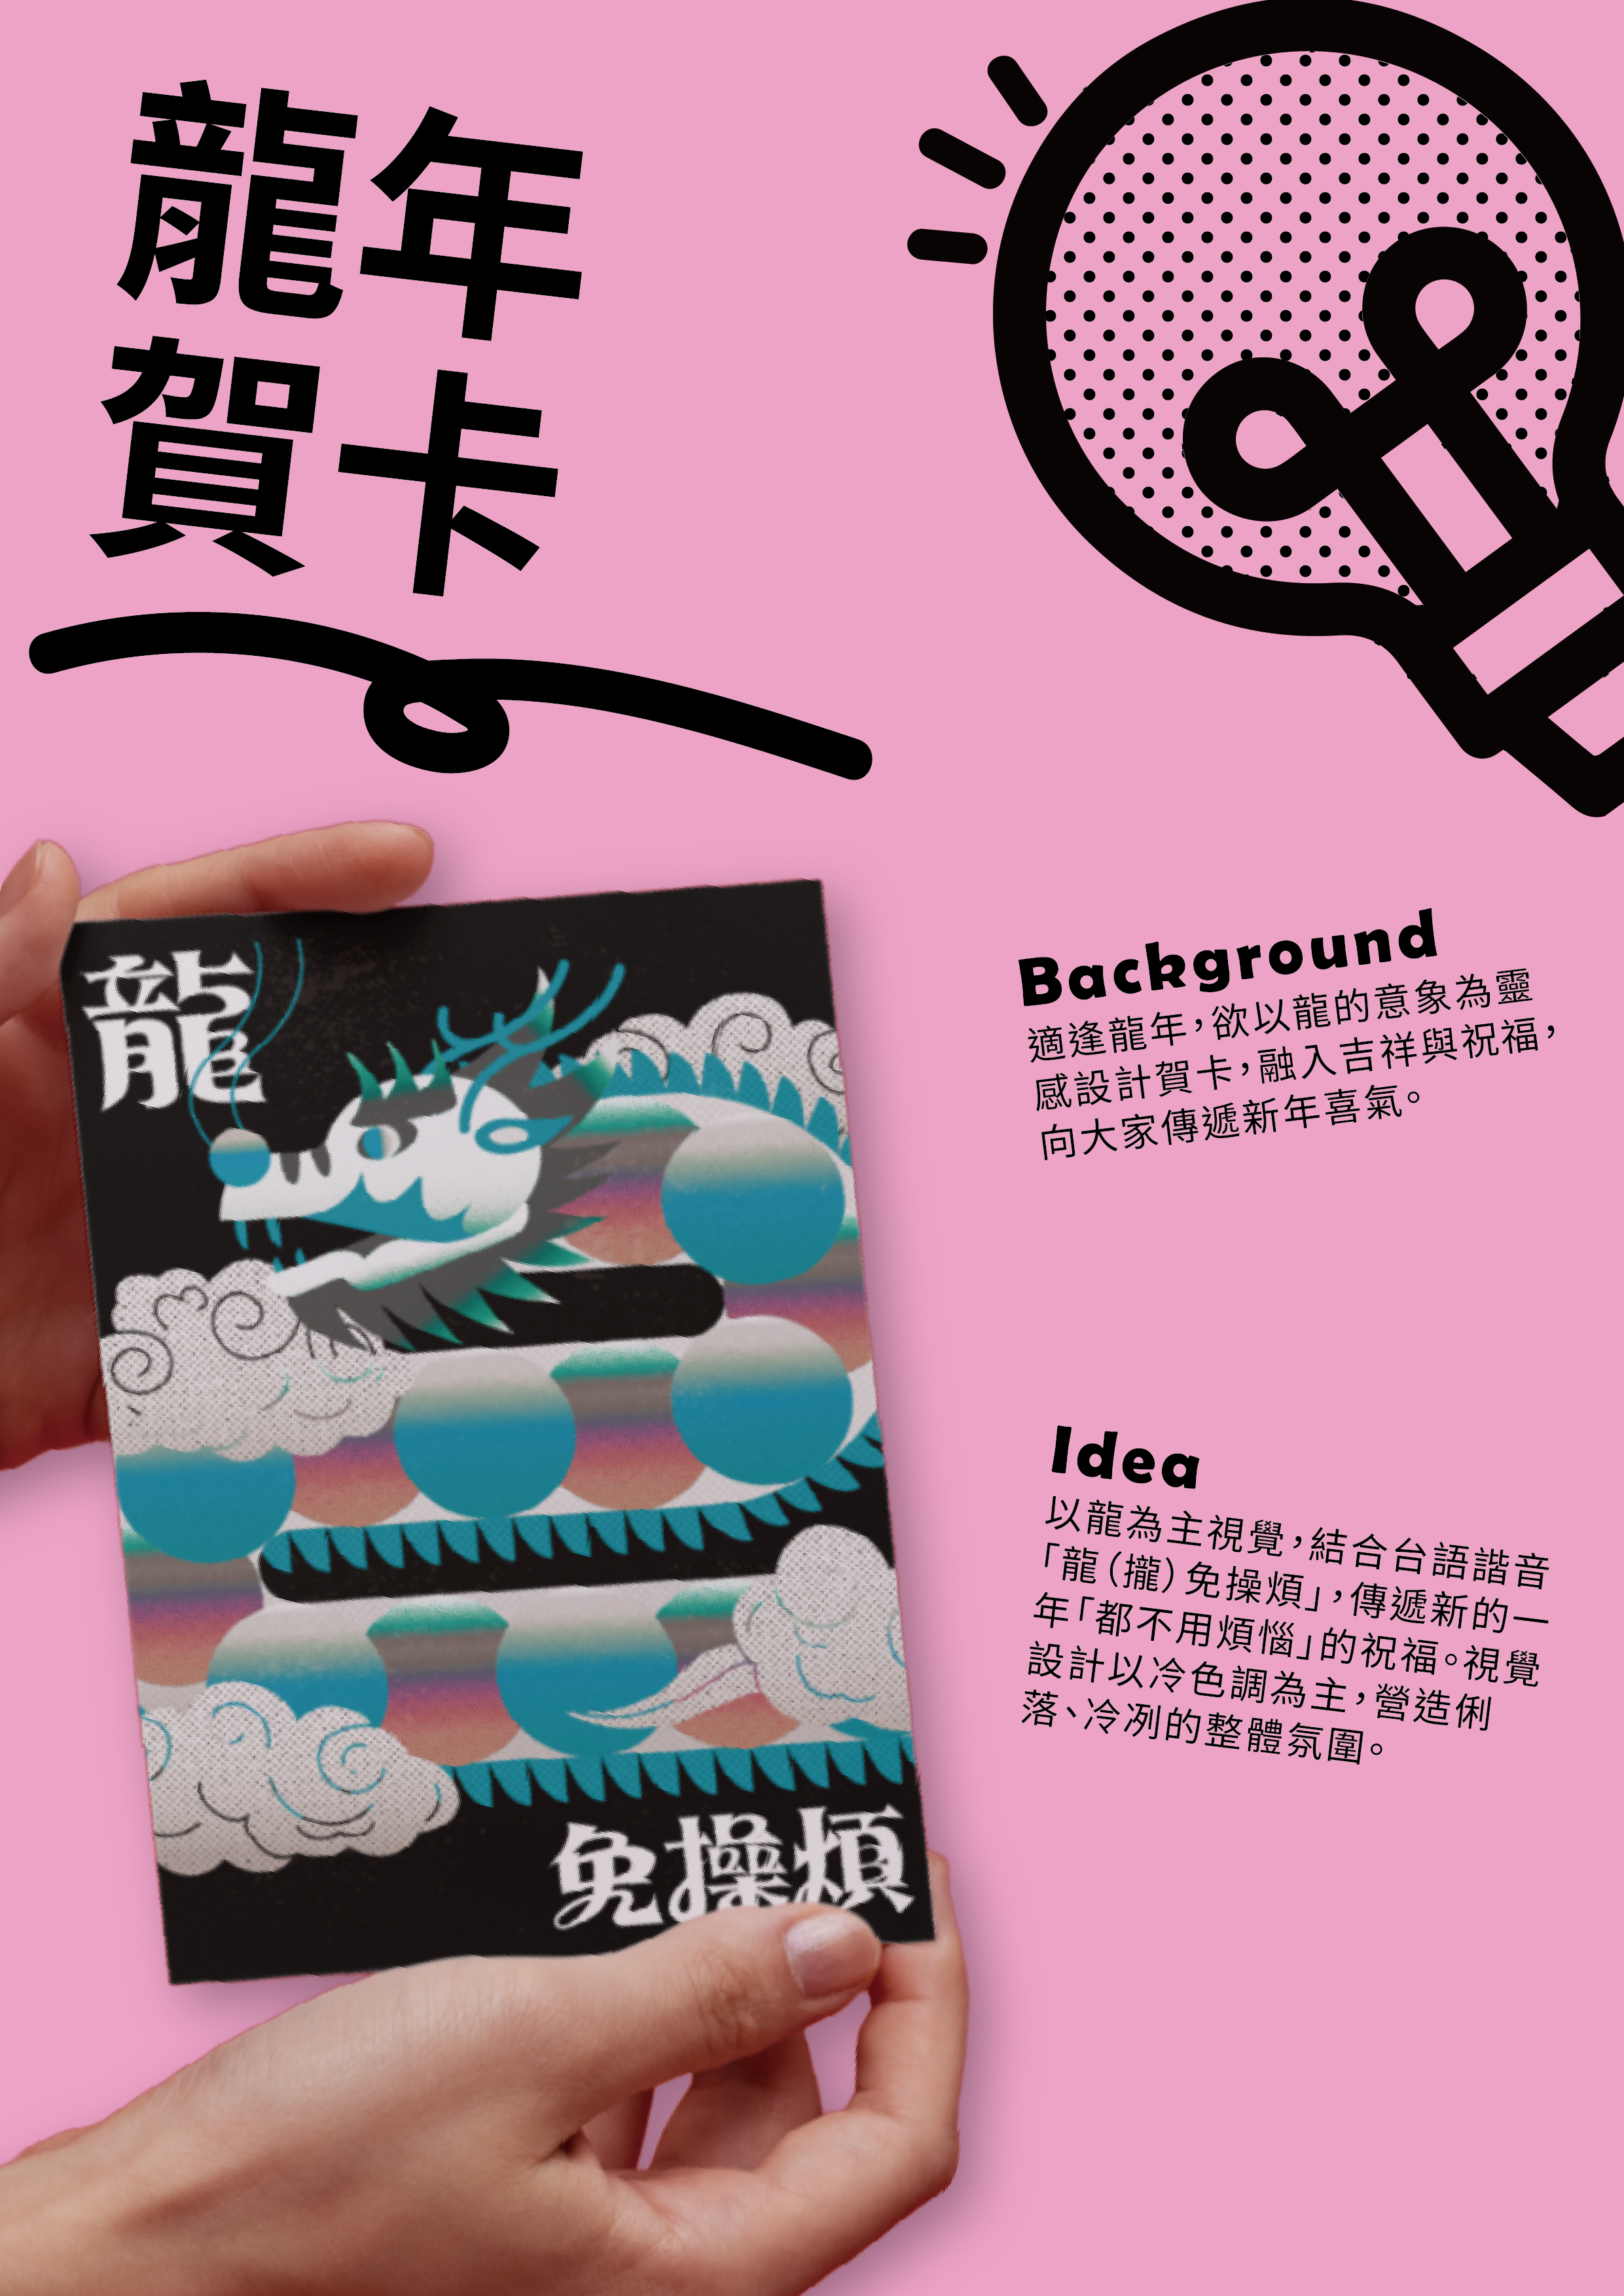 龍年
賀卡
龍
免操煩
Background
適逢龍年，欲以龍的意象為靈
感設計賀卡，融入吉祥與祝福，
向大家傳遞新年喜氣。
Idea
以龍為主視覺，結合台語諧音
「龍（攏）免操煩」，傳遞新的一
年「都不用煩惱」的祝福。視覺
設計以冷色調為主，營造俐
落、冷冽的整體氛圍。